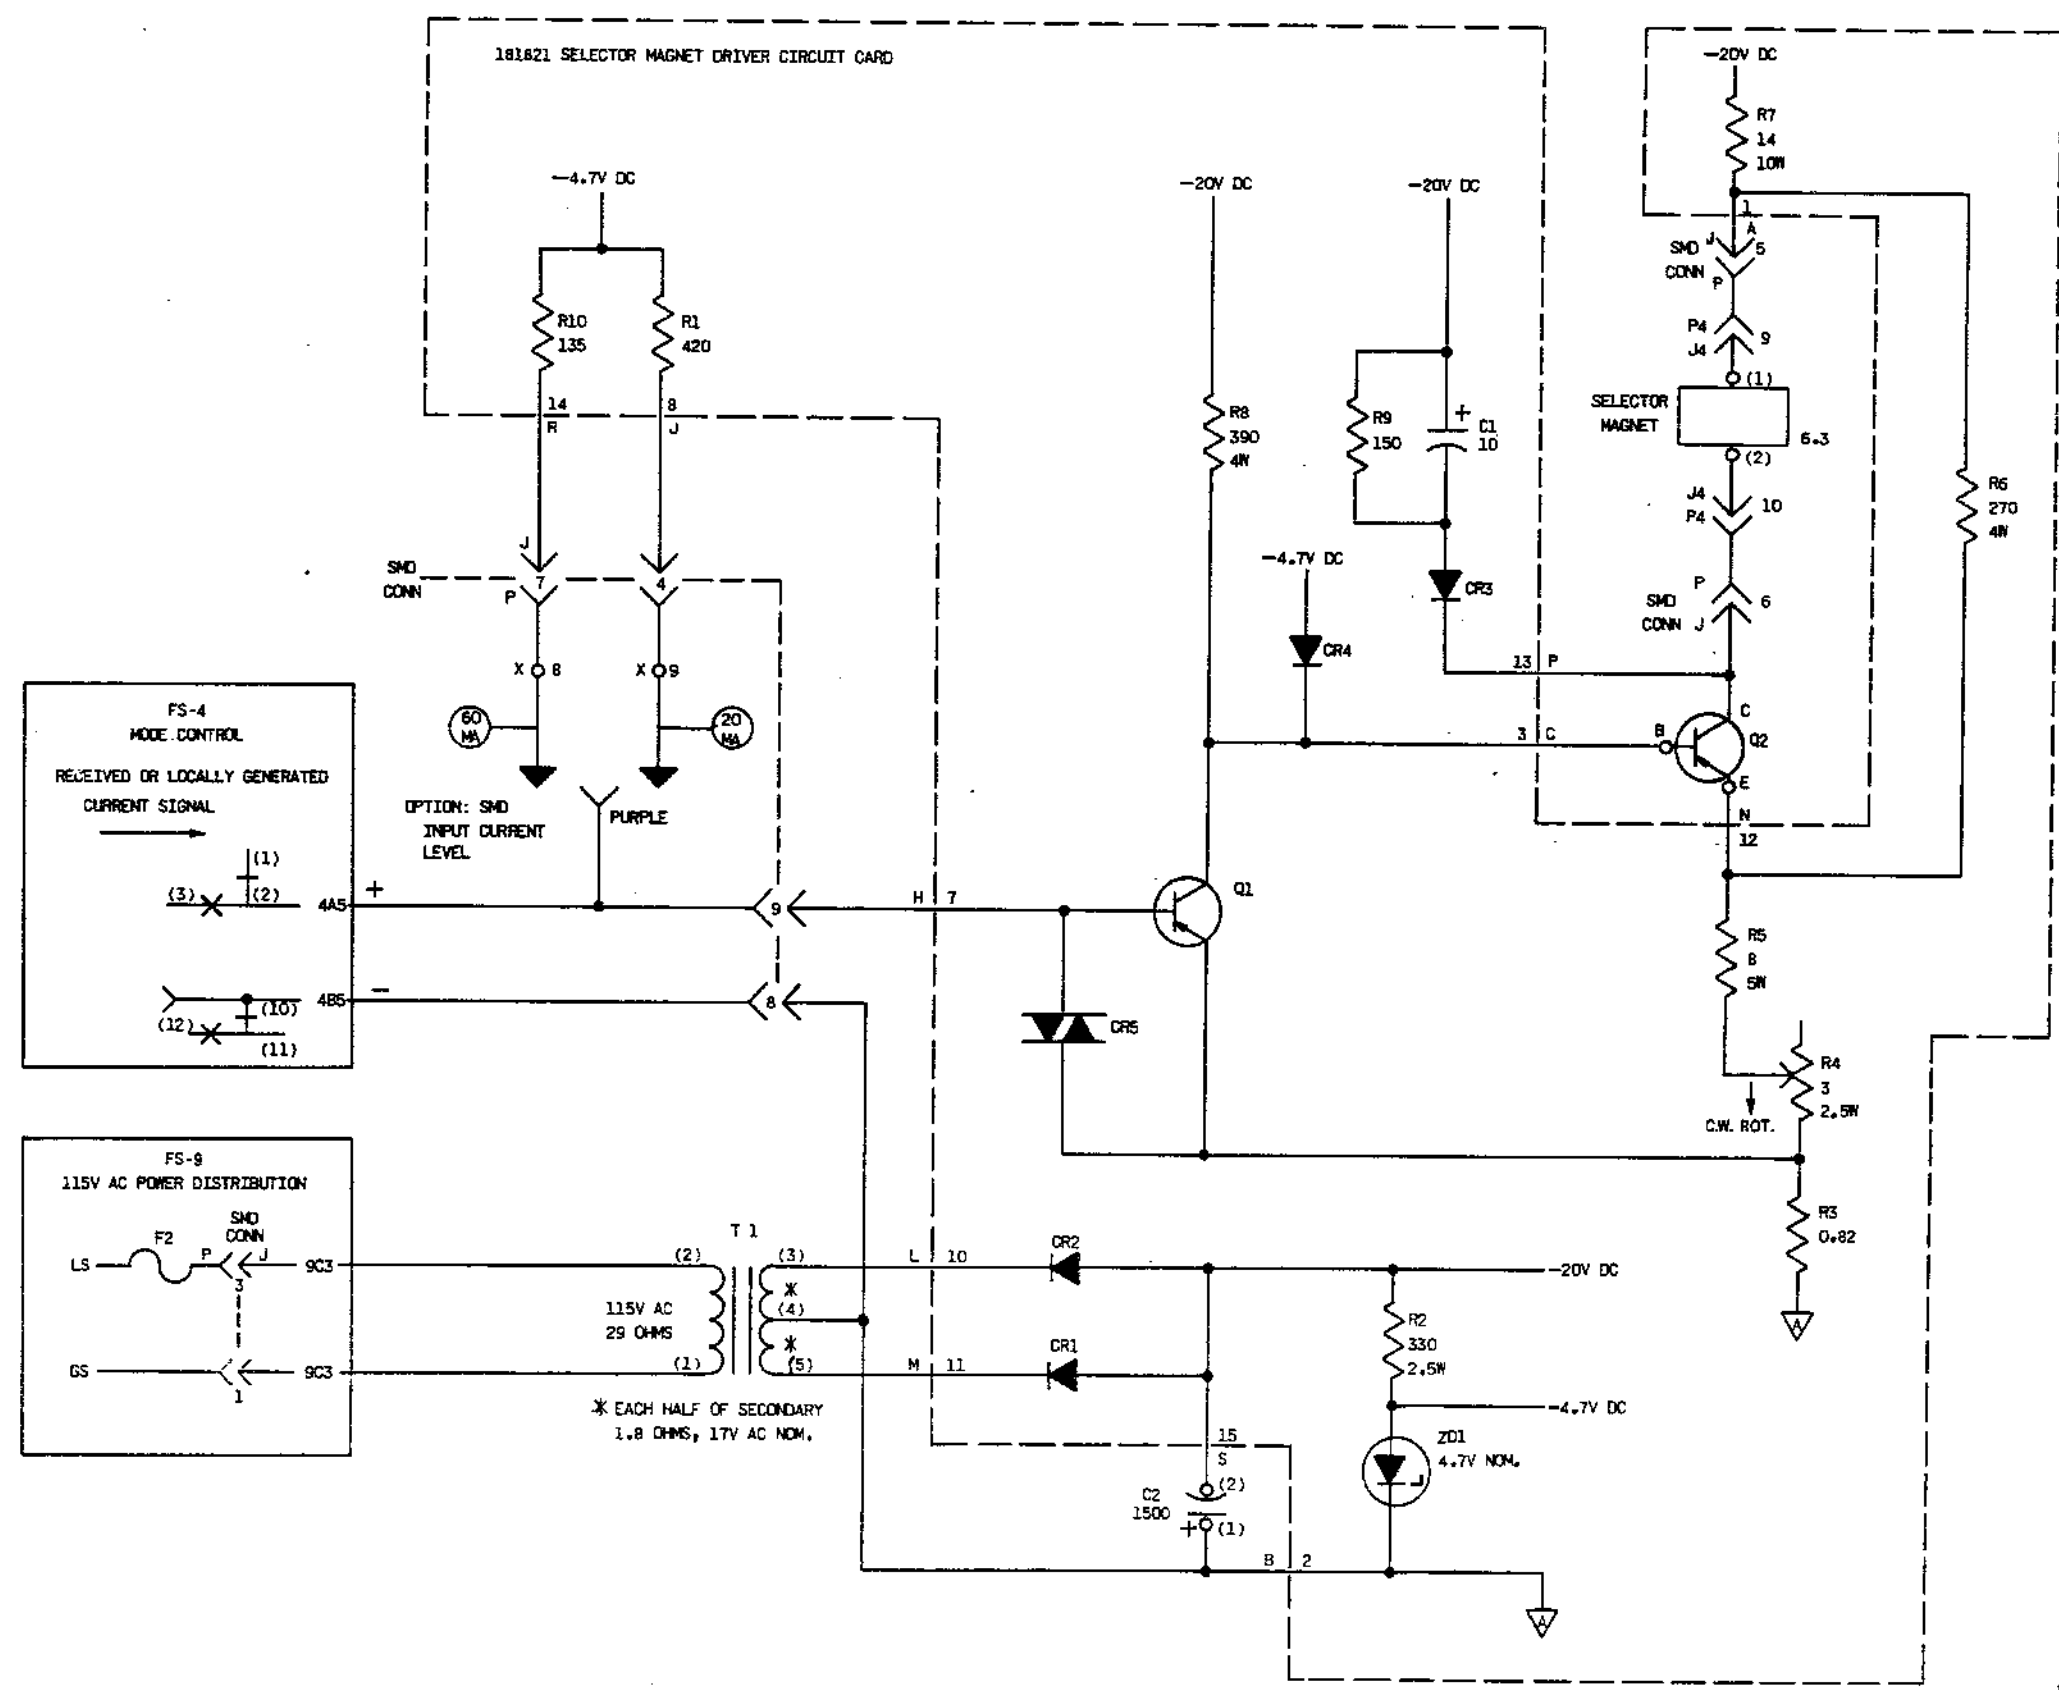 181821 SELECTOR MAGNET DRIVER CIRCUIT CARD
-20V DC
R7
14
10W
-4.7V DC
-20V DC
-20V DC
1
A
J
5
SMD
CONN
P
R10
135
R1
420
P4
J4
9
(1)
SELECTOR
MAGNET
6.3
(2)
14
R
8
J
R8
390
4W
R9
150
+
C1
10
J4
P4
10
R6
270
4W
J
SMD
CONN
7
4
P
-4.7V DC
CR3
P
6
SMD
CONN
J
CR4
13
P
X
8
X
9
60
MA
20
MA
C
3
C
B
Q2
E
FS-4
MODE CONTROL
RECEIVED OR LOCALLY GENERATED
CURRENT SIGNAL
OPTION: SMD
INPUT CURRENT
LEVEL
PURPLE
N
12
(1)
(3)
(2)
4A5
+
9
H
7
Q1
R5
8
5W
4B5
-
8
(10)
(12)
(11)
CR5
R4
3
2.5W
C.W. ROT.
FS-9
115V AC POWER DISTRIBUTION
SMD
CONN
F2
LS
P
J
3
9C3
GS
1
9C3
T1
(2)
(3)
115V AC
29 OHMS
*
(4)
*
(1)
(5)
L
10
CR2
M
11
CR1
-20V DC
R3
0.82
A
R2
330
2.5W
-4.7V DC
* EACH HALF OF SECONDARY
1.8 OHMS, 17V AC NOM.
15
S
ZD1
4.7V NOM.
C2
1500
(2)
+
(1)
B
2
A